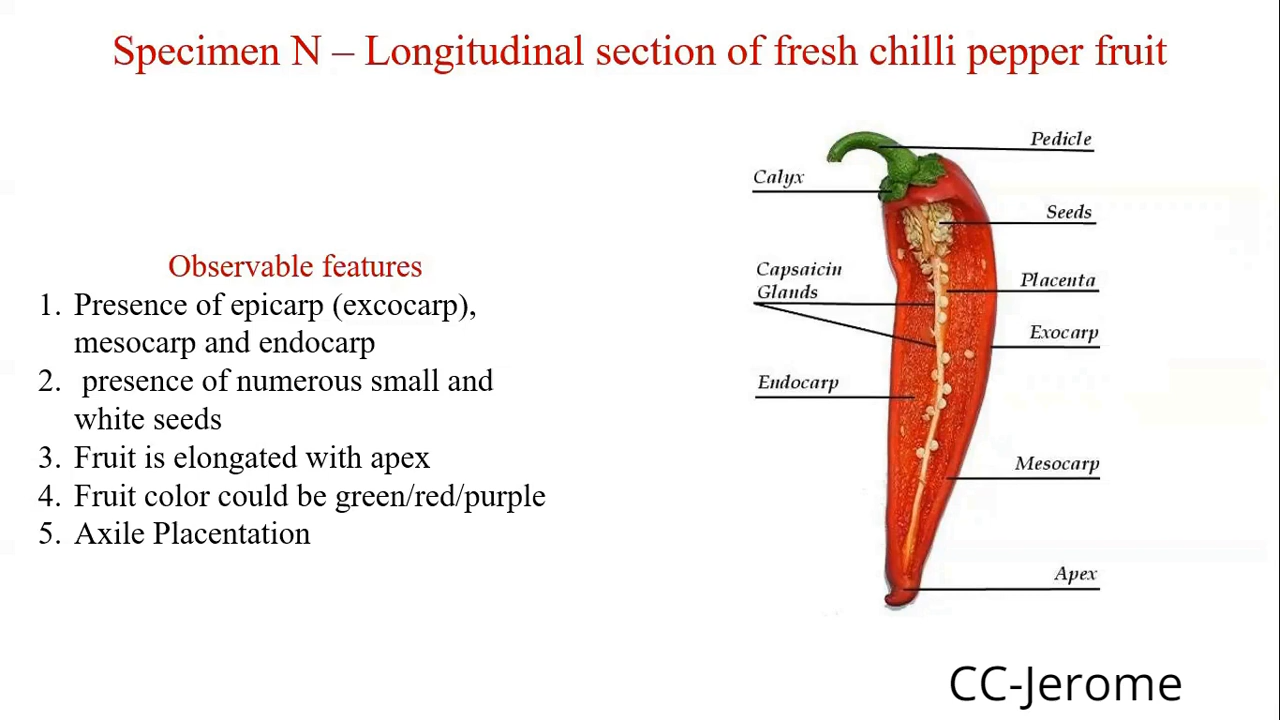 Specimen N – Longitudinal section of fresh chilli pepper fruit
Observable features
1. Presence of epicarp (excocarp),
mesocarp and endocarp
2. presence of numerous small and
white seeds
3. Fruit is elongated with apex
4. Fruit color could be green/red/purple
5. Axile Placentation
Pedicle
Calyx
Seeds
Capsaicin
Glands
Placenta
Exocarp
Endocarp
Mesocarp
Apex
CC-Jerome